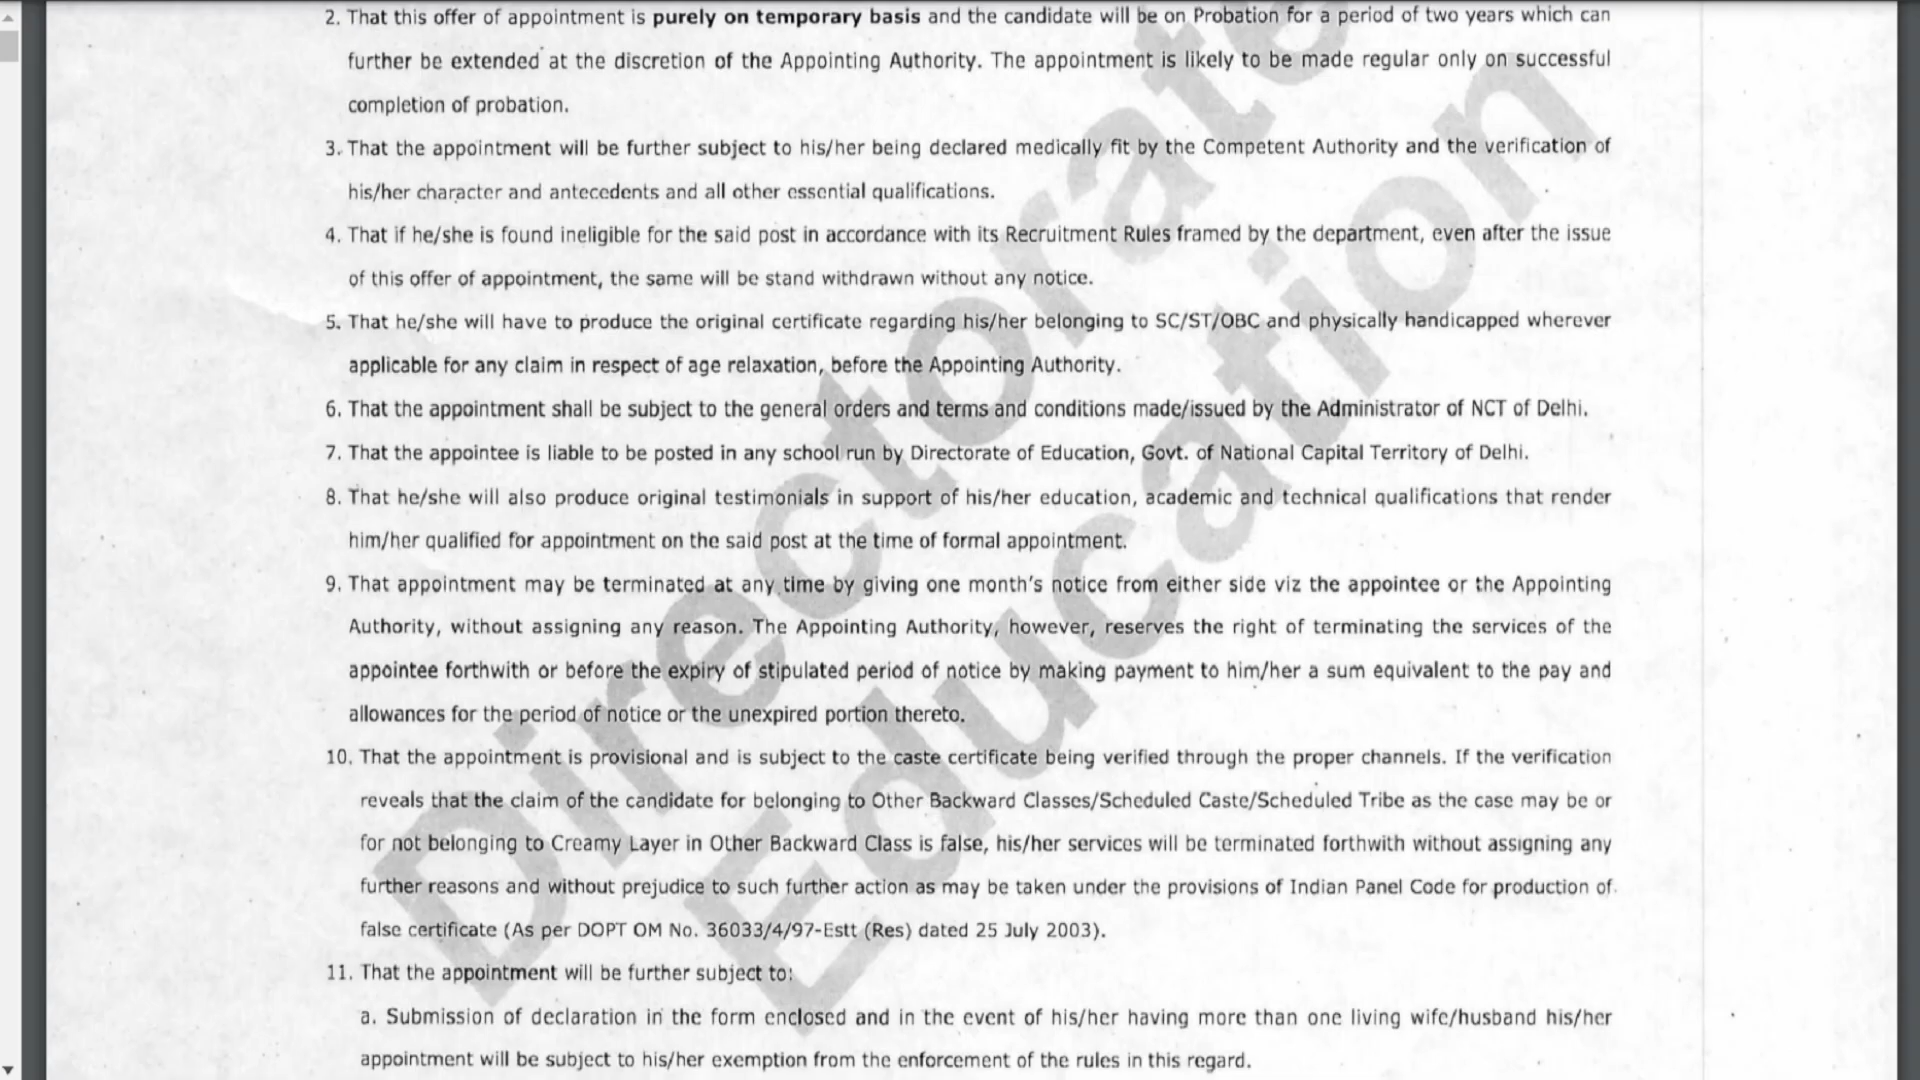 2. That this offer of appointment is purely on temporary basis and the candidate will be on Probation for a period of two years which can
further be extended at the discretion of the Appointing Authority. The appointment is likely to be made regular only on successful
completion of probation.
3. That the appointment will be further subject to his/her being declared medically fit by the Competent Authority and the verification of
his/her character and antecedents and all other essential qualifications.
4. That if he/she is found ineligible for the said post in accordance with its Recruitment Rules framed by the department, even after the issue
of this offer of appointment, the same will be stand withdrawn without any notice.
5. That he/she will have to produce the original certificate regarding his/her belonging to SC/ST/OBC and physically handicapped wherever
applicable for any claim in respect of age relaxation, before the Appointing Authority.
6. That the appointment shall be subject to the general orders and terms and conditions made/issued by the Administrator of NCT of Delhi.
7. That the appointee is liable to be posted in any school run by Directorate of Education, Govt. of National Capital Territory of Delhi.
8. That he/she will also produce original testimonials in support of his/her education, academic and technical qualifications that render
him/her qualified for appointment on the said post at the time of formal appointment.
9. That appointment may be terminated at any time by giving one month's notice from either side viz the appointee or the Appointing
Authority, without assigning any reason. The Appointing Authority, however, reserves the right of terminating the services of the
appointee forthwith or before the expiry of stipulated period of notice by making payment to him/her a sum equivalent to the pay and
allowances for the period of notice or the unexpired portion thereto.
10. That the appointment is provisional and is subject to the caste certificate being verified through the proper channels. If the verification
reveals that the claim of the candidate for belonging to Other Backward Classes/Scheduled Caste/Scheduled Tribe as the case may be or
for not belonging to Creamy Layer in Other Backward Class is false, his/her services will be terminated forthwith without assigning any
further reasons and without prejudice to such further action as may be taken under the provisions of Indian Panel Code for production of
false certificate (As per DOPT OM No. 36033/4/97-Estt (Res) dated 25 July 2003).
11. That the appointment will be further subject to:
a. Submission of declaration in the form enclosed and in the event of his/her having more than one living wife/husband his/her
appointment will be subject to his/her exemption from the enforcement of the rules in this regard.
Directorate
Education